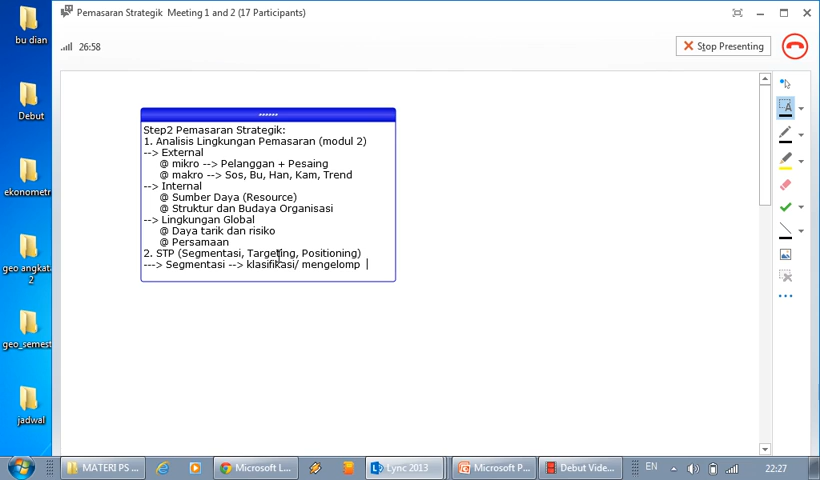 bu dian
Debut
ekonometr
geo angkat
2
geo_semest
jadwal
Pemasaran Strategik Meeting 1 and 2 (17 Participants)
26:58
Stop Presenting
Step2 Pemasaran Strategik:
1. Analisis Lingkungan Pemasaran (modul 2)
--> External
@ mikro --> Pelanggan + Pesaing
@ makro --> Sos, Bu, Han, Kam, Trend
--> Internal
@ Sumber Daya (Resource)
@ Struktur dan Budaya Organisasi
--> Lingkungan Global
@ Daya tarik dan risiko
@ Persamaan
2. STP (Segmentasi, Targeting, Positioning)
---> Segmentasi --> klasifikasi/ mengelomp
MATERI PS ...
Microsoft L...
Lync 2013
Microsoft P...
Debut Vide...
EN
22:27